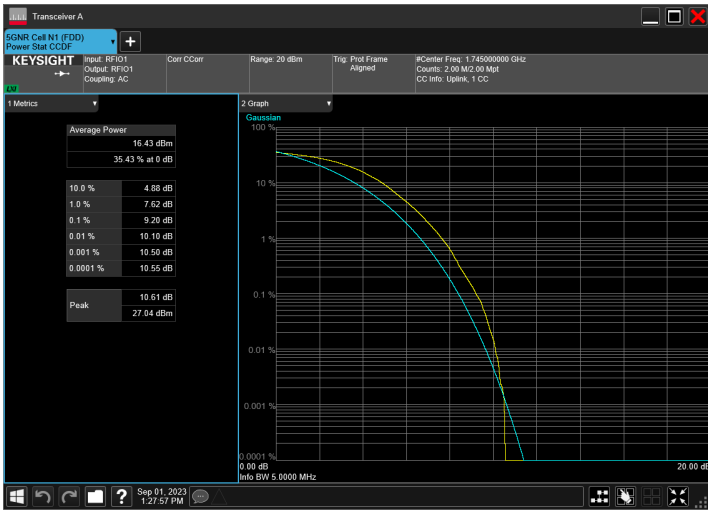 Transceiver A
5GNR Cell N1 (FDD)
Power Stat CCDF
KEYSIGHT
LXI
Input: RFIO1
Output: RFIO1
Coupling: AC
Corr CCorr
Range: 20 dBm
Trig: Prot Frame
Aligned
#Center Freq: 1.745000000 GHz
Counts: 2.00 M/2.00 Mpt
CC Info: Uplink, 1 CC
1 Metrics
Average Power
16.43 dBm
35.43 % at 0 dB
10.0 % 4.88 dB
1.0 % 7.62 dB
0.1 % 9.20 dB
0.01 % 10.10 dB
0.001 % 10.50 dB
0.0001 % 10.55 dB
Peak
10.61 dB
27.04 dBm
2 Graph
Gaussian
100 %
10 %
1 %
0.1 %
0.01 %
0.001 %
0.0001 %
0.00 dB 20.00 dB
Info BW 5.0000 MHz
?
Sep 01, 2023
1:27:57 PM